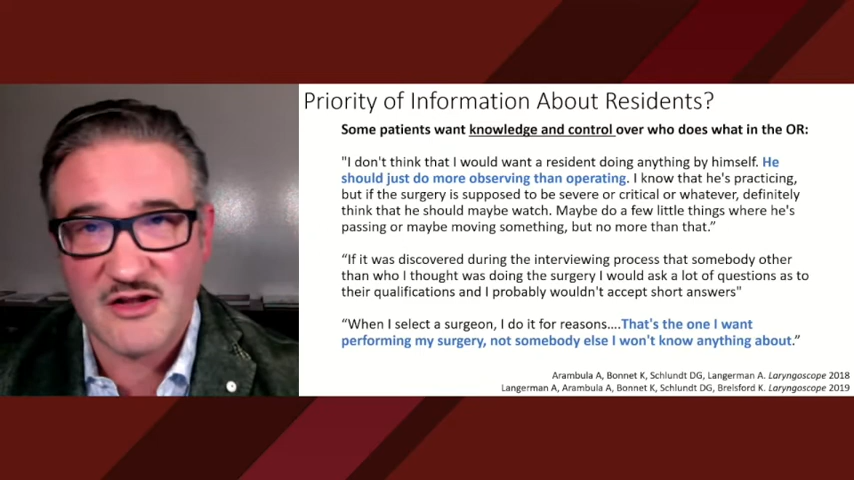 Priority of Information About Residents?
Some patients want knowledge and control over who does what in the OR:
"I don't think that I would want a resident doing anything by himself. He
should just do more observing than operating. I know that he's practicing,
but if the surgery is supposed to be severe or critical or whatever, definitely
think that he should maybe watch. Maybe do a few little things where he's
passing or maybe moving something, but no more than that.”
“If it was discovered during the interviewing process that somebody other
than who I thought was doing the surgery I would ask a lot of questions as to
their qualifications and I probably wouldn't accept short answers"
“When I select a surgeon, I do it for reasons....That's the one I want
performing my surgery, not somebody else I won't know anything about.”
Arambula A, Bonnet K, Schlundt DG, Langerman A. Laryngoscope 2018
Langerman A, Arambula A, Bonnet K, Schlundt DG, Brelsford K. Laryngoscope 2019